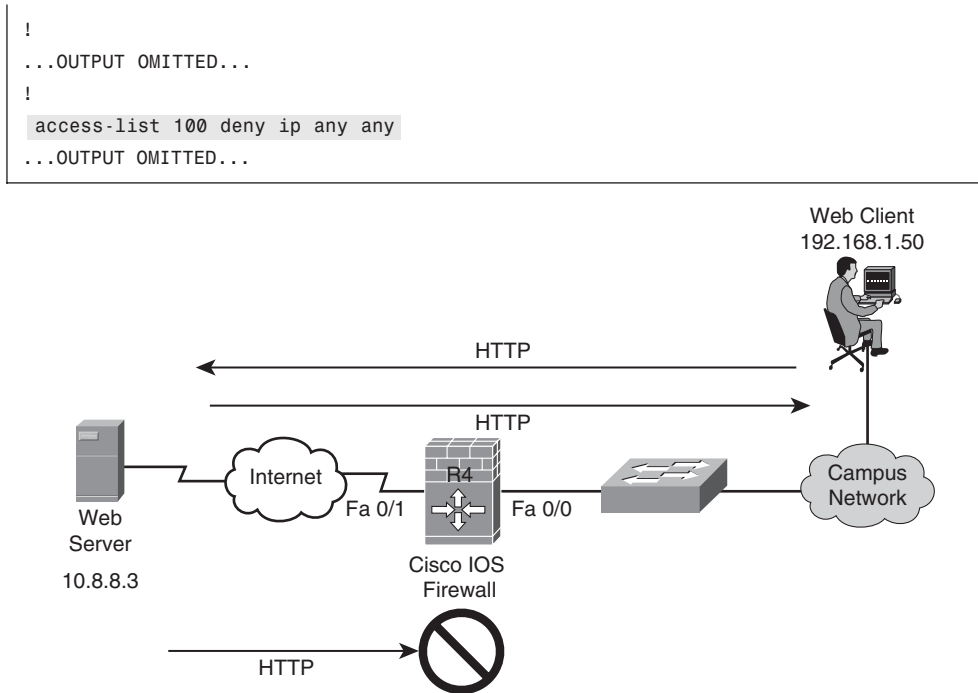 !
...OUTPUT OMITTED...
!
access-list 100 deny ip any any
...OUTPUT OMITTED...
Web Client
192.168.1.50
HTTP
HTTP
Internet
R4
Campus
Network
Fa 0/1
Fa 0/0
Web
Server
10.8.8.3
Cisco IOS
Firewall
HTTP